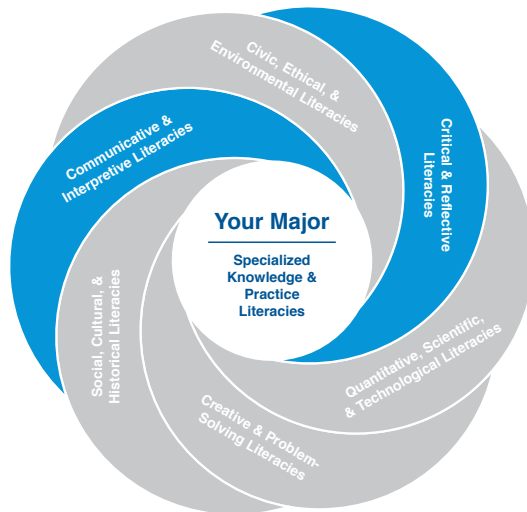 Civic, Ethical, &
Environmental Literacies
Critical & Reflective
Literacies
Quantitative, Scientific,
& Technological Literacies
Creative & Problem-
Solving Literacies
Social, Cultural, &
Historical Literacies
Communicative &
Interpretive Literacies
Your Major
Specialized
Knowledge &
Practice
Literacies